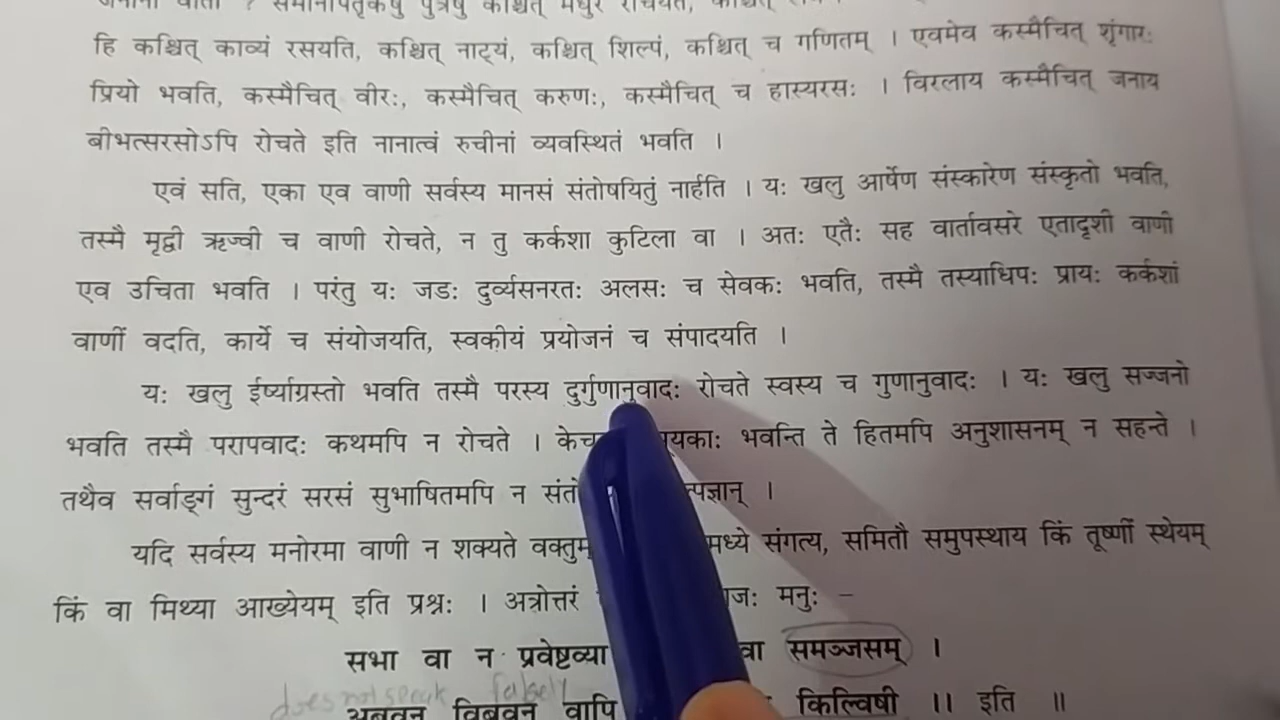 हि कश्चित् काव्यं रसयति, कश्चित् नाट्यं, कश्चित् शिल्पं, कश्चित् च गणितम् । एवमेव कस्मैचित् शृंगारः
प्रियो भवति, कस्मैचित् वीरः, कस्मैचित् करुणः, कस्मैचित् च हास्यरसः । विरलाय कस्मैचित् जनाय
बीभत्सरसोऽपि रोचते इति नानात्वं रुचीनां व्यवस्थितं भवति ।
एवं सति, एका एव वाणी सर्वस्य मानसं संतोषयितुं नार्हति । यः खलु आर्षेण संस्कारेण संस्कृतो भवति,
तस्मै मृद्वी ऋज्वी च वाणी रोचते, न तु कर्कशा कुटिला वा । अतः एतैः सह वार्तावसरे एतादृशी वाणी
एव उचिता भवति । परंतु यः जडः दुर्व्यसनरतः अलसः च सेवकः भवति, तस्मै तस्याधिपः प्रायः कर्कशां
वाणीं वदति, कार्ये च संयोजयति, स्वकीयं प्रयोजनं च संपादयति ।
यः खलु ईर्ष्याग्रस्तो भवति तस्मै परस्य दुर्गुणानुवादः रोचते स्वस्य च गुणानुवादः । यः खलु सज्जनो
भवति तस्मै परापवादः कथमपि न रोचते । भवन्ति ते हितमपि अनुशासनम् न सहन्ते ।
तथैव सर्वाङ्गं सुन्दरं सरसं सुभाषितमपि न ।
यदि सर्वस्य मनोरमा वाणी न शक्यते वक्तुम् मध्ये संगत्य, समितौ समुपस्थाय किं तूष्णीं स्थेयम्
किं वा मिथ्या आख्येयम् इति प्रश्नः । अत्रोत्तरं मनुः –
सभा वा न प्रवेष्टव्या वा समञ्जसम् ।
does not speak falsely
वापि किल्विषी ।। इति ॥